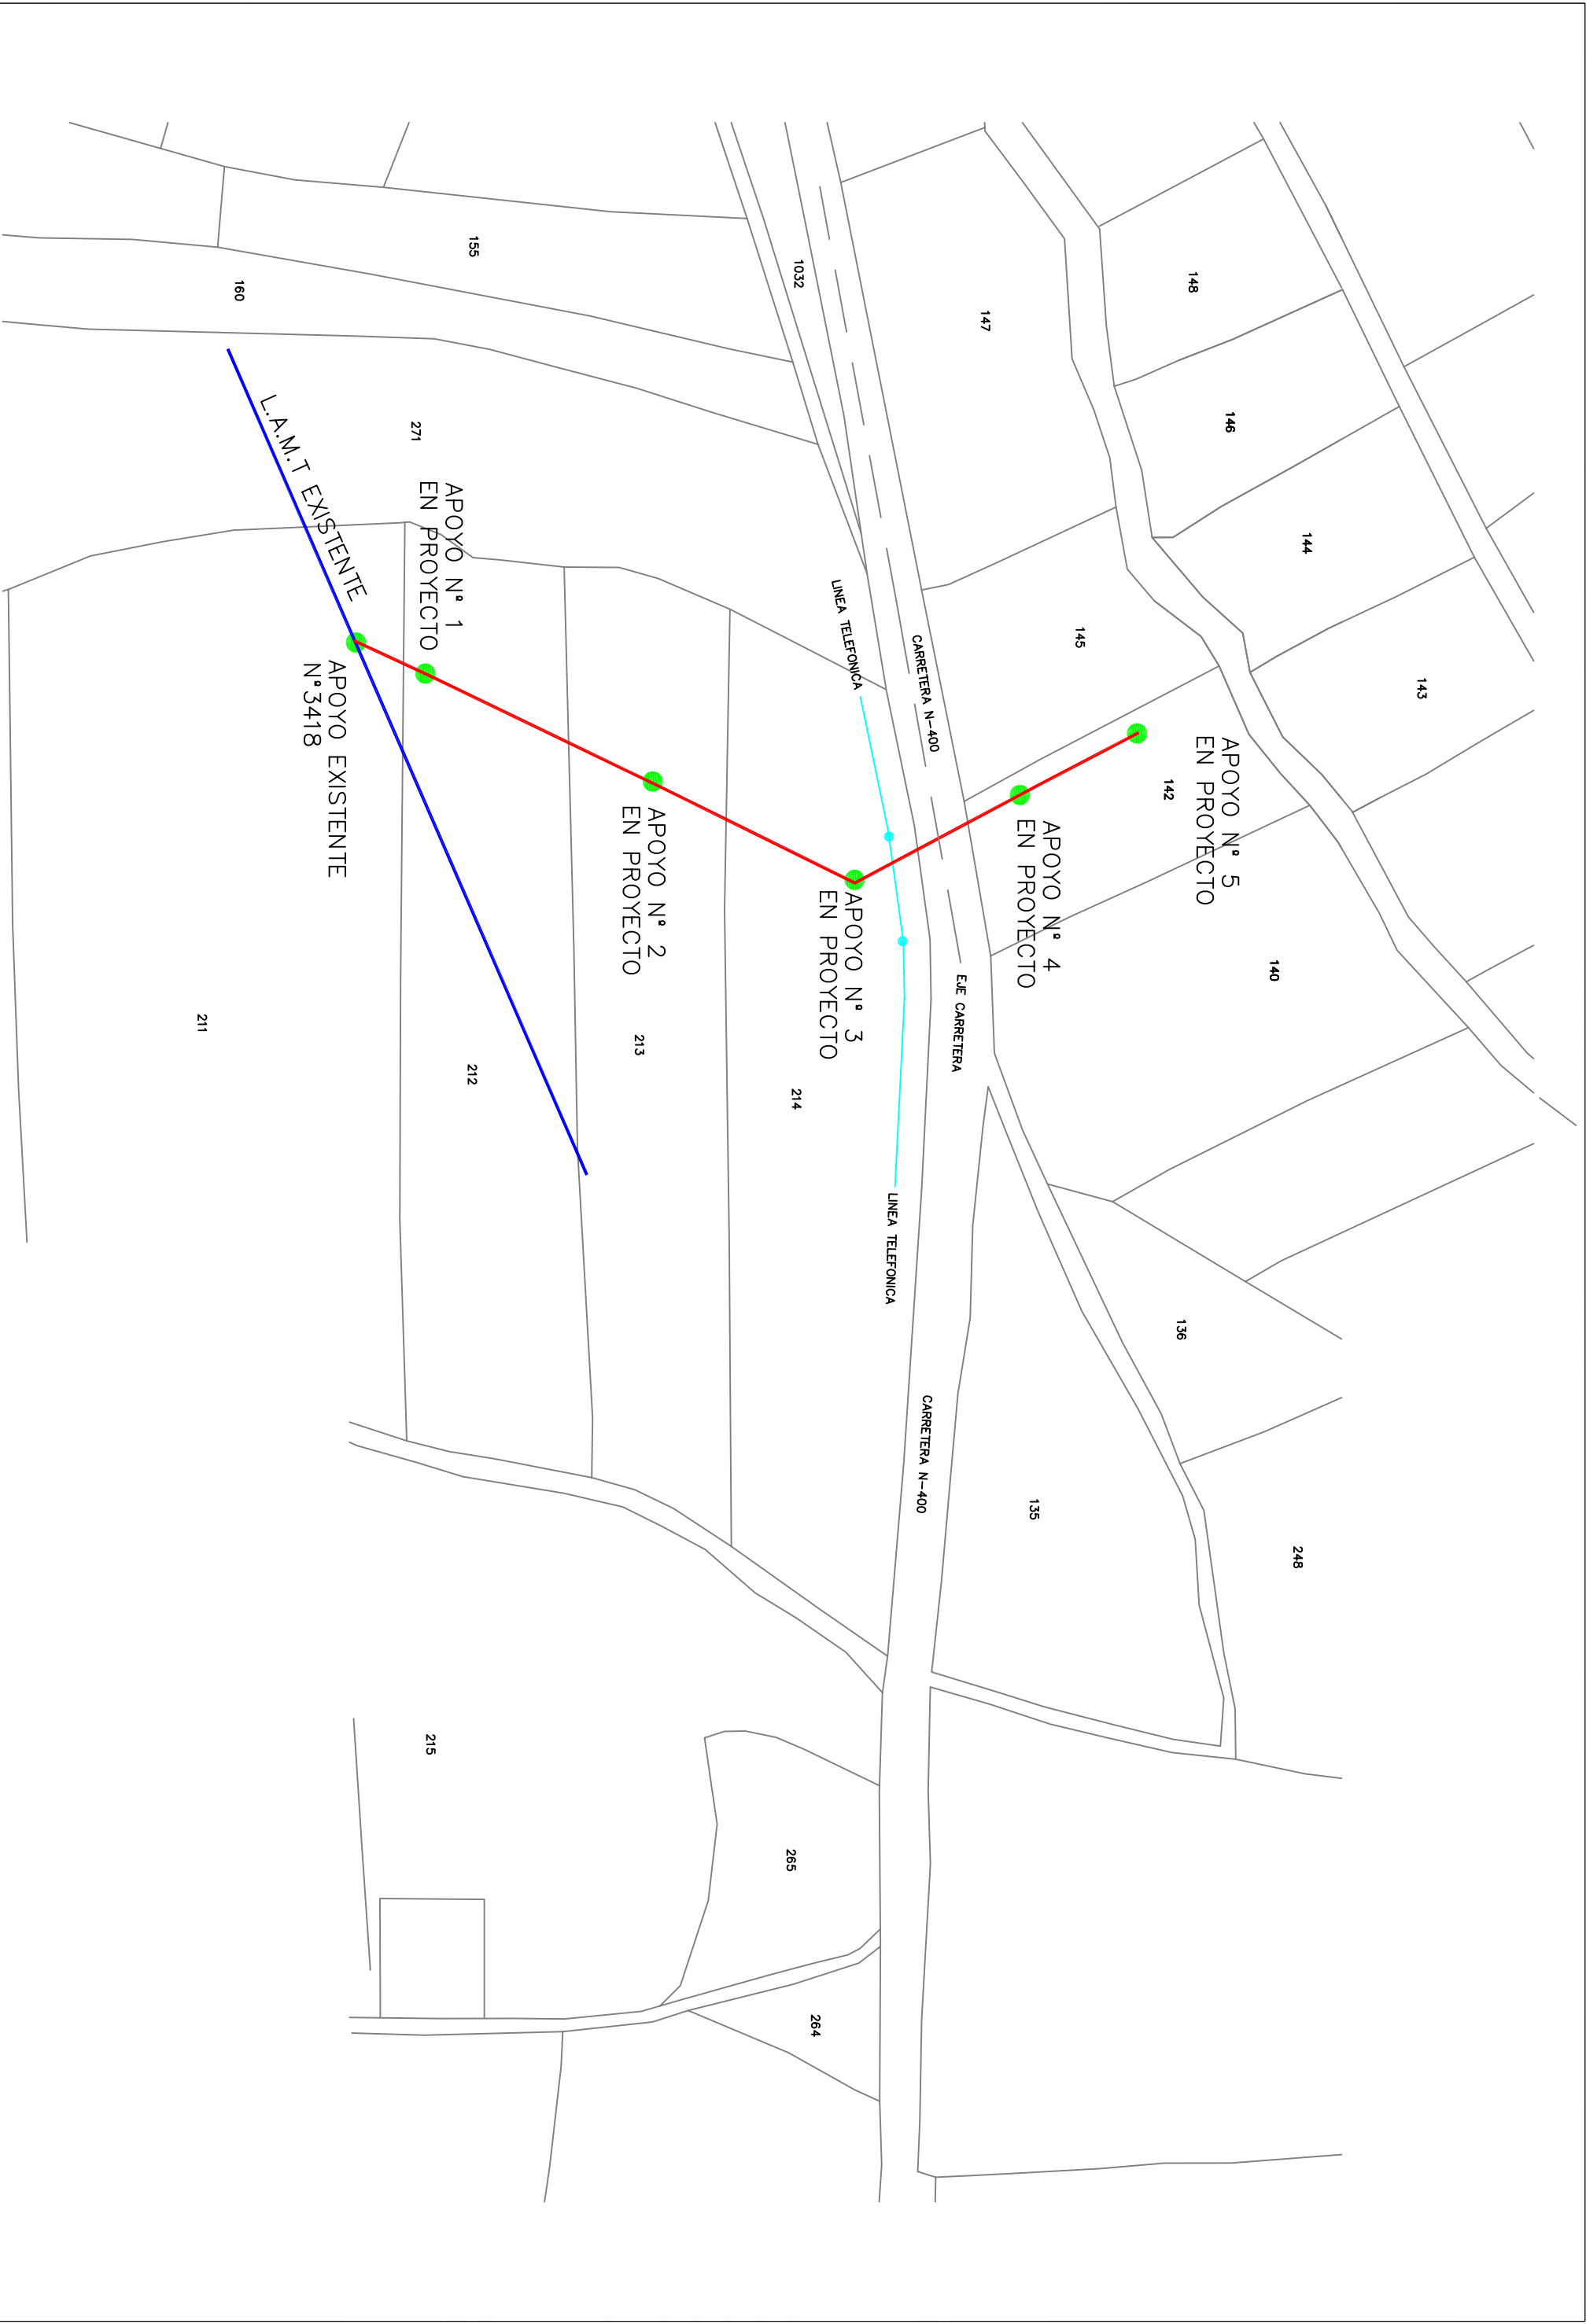 143
144
146
148
140
APOYO Nº 5
EN PROYECTO
142
145
147
248
136
135
APOYO Nº 4
EN PROYECTO
CARRETERA N-400
EJE CARRETERA
CARRETERA N-400
LINEA TELEFONICA
LINEA TELEFONICA
1032
APOYO Nº 3
EN PROYECTO
214
265
264
APOYO Nº 2
EN PROYECTO
213
155
212
APOYO Nº 1
EN PROYECTO
271
215
L.A.M.T EXISTENTE
APOYO EXISTENTE
Nº3418
160
211